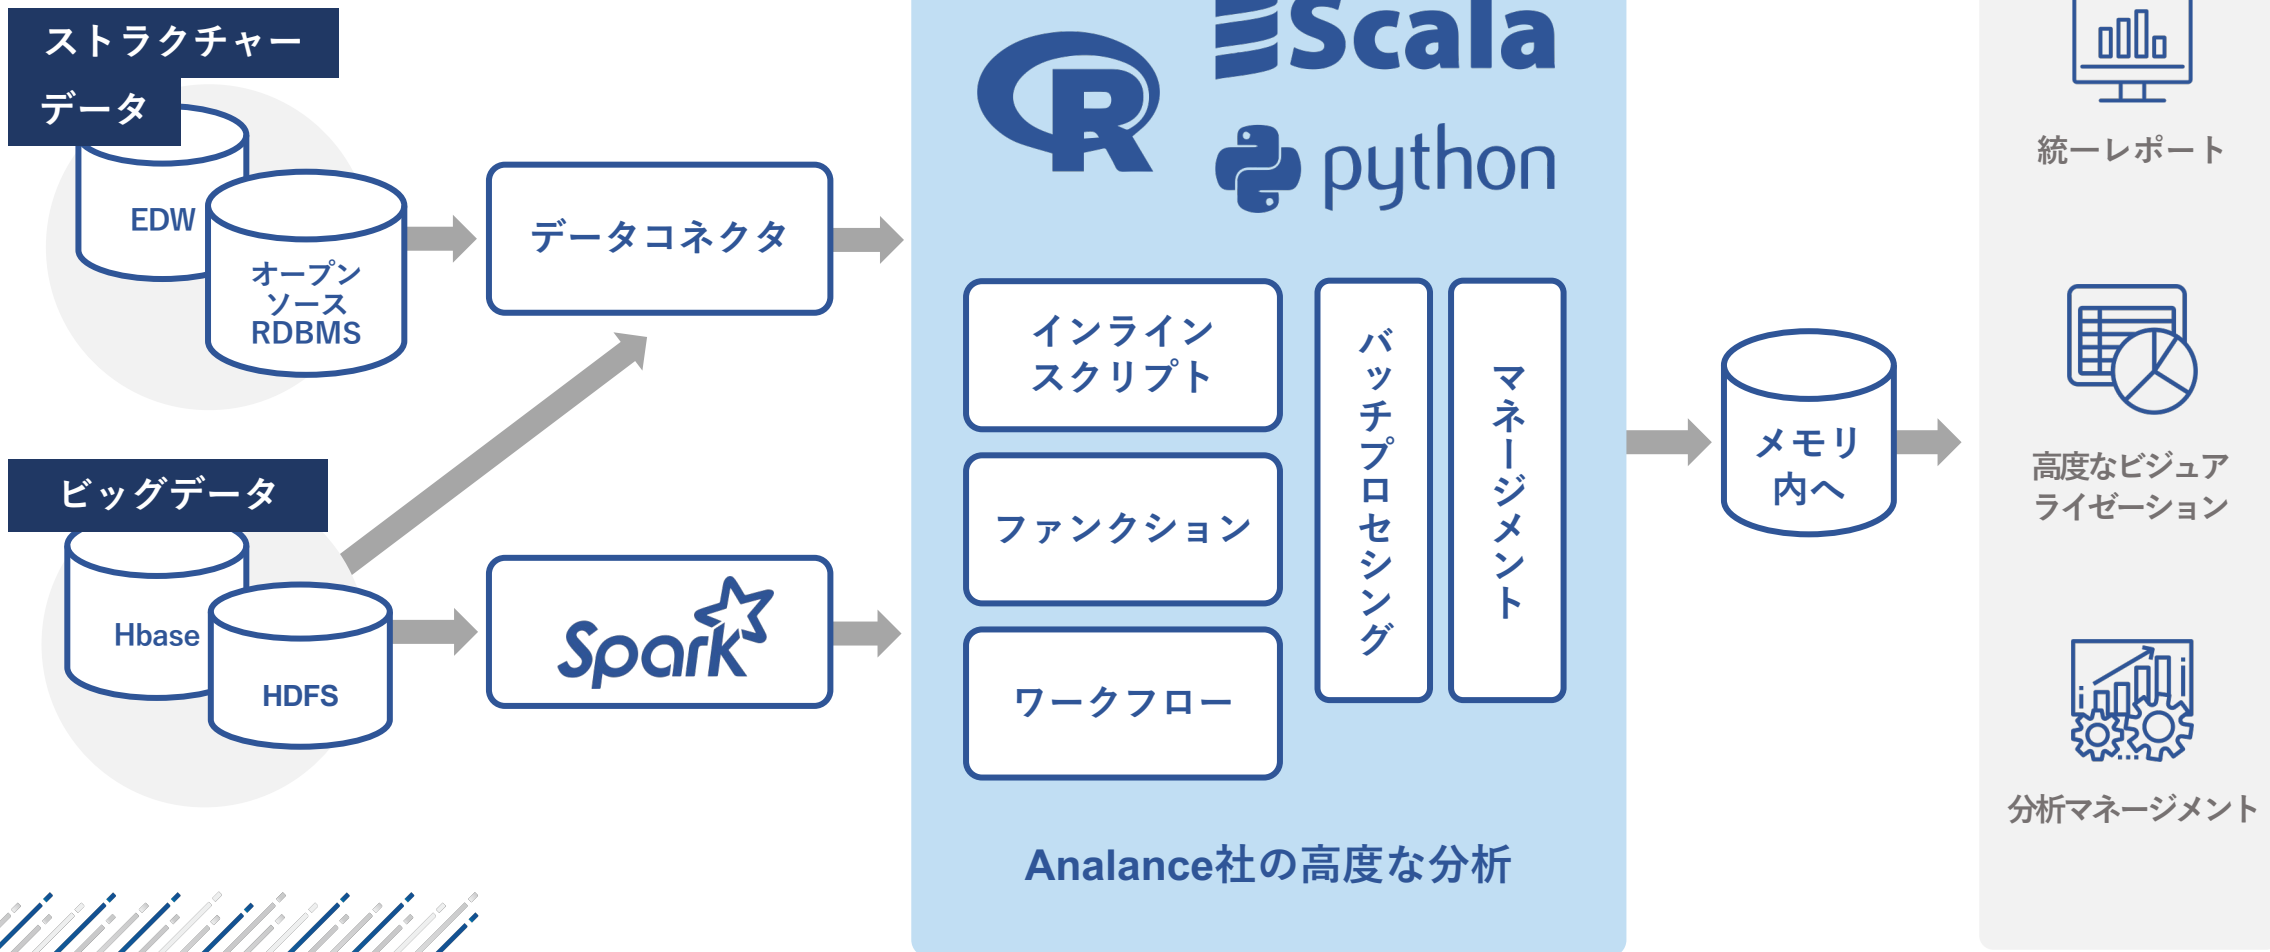 ストラクチャー
データ
EDW
オープン
ソース
RDBMS
データコネクタ
ビッグデータ
Hbase
HDFS
Spark
R
Scala
python
インライン
スクリプト
ファンクション
ワークフロー
バッチプロセシング
マネージメント
Analance社の高度な分析
メモリ
内へ
統一レポート
高度なビジュア
ライゼーション
分析マネージメント